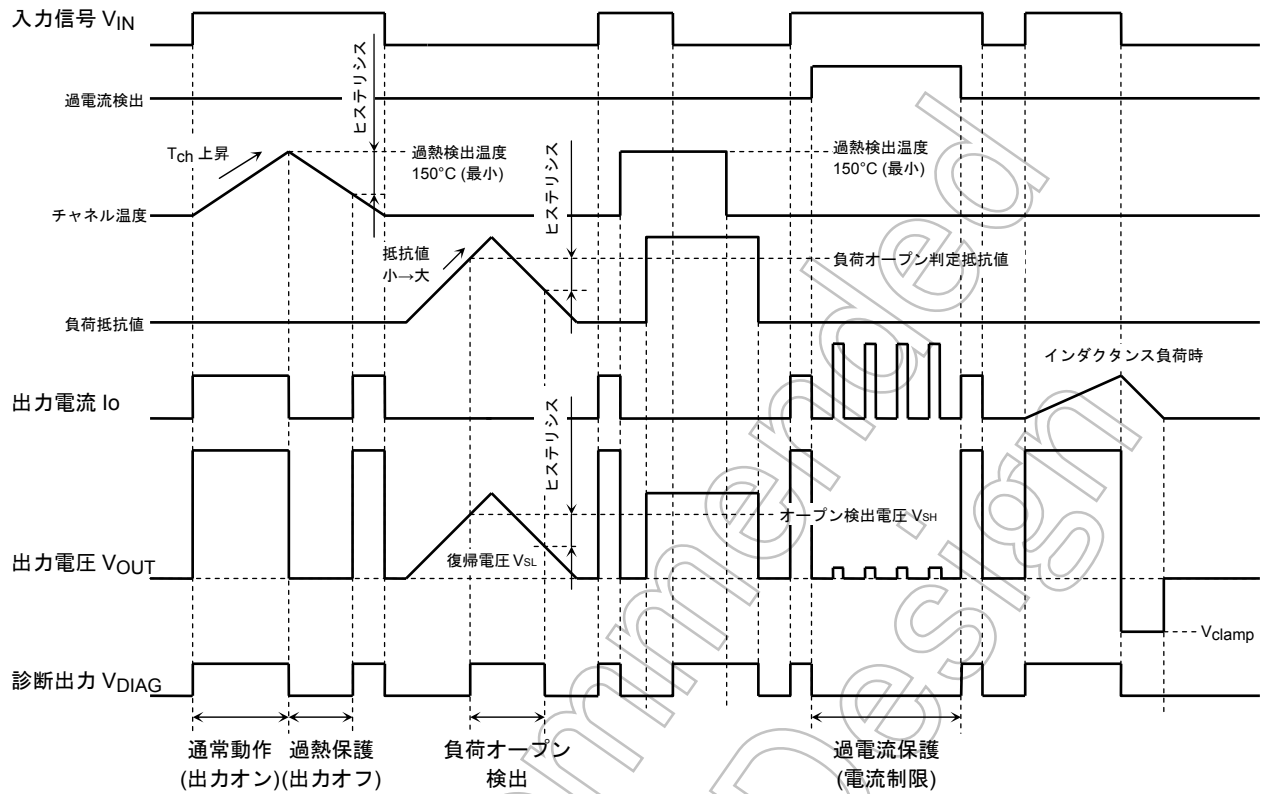 入力信号 VIN
過電流検出
ヒステリシス
Tch 上昇
過熱検出温度
150°C (最小)
過熱検出温度
150°C (最小)
チャネル温度
ヒステリシス
抵抗値
小→大
負荷オープン判定抵抗値
負荷抵抗値
インダクタンス負荷時
出力電流 Io
ヒステリシス
オープン検出電圧 VSH
出力電圧 VOUT
復帰電圧 VSL
Vclamp
診断出力 VDIAG
通常動作
(出力オン)
過熱保護
(出力オフ)
負荷オープン
検出
過電流保護
(電流制限)
mmended
Design